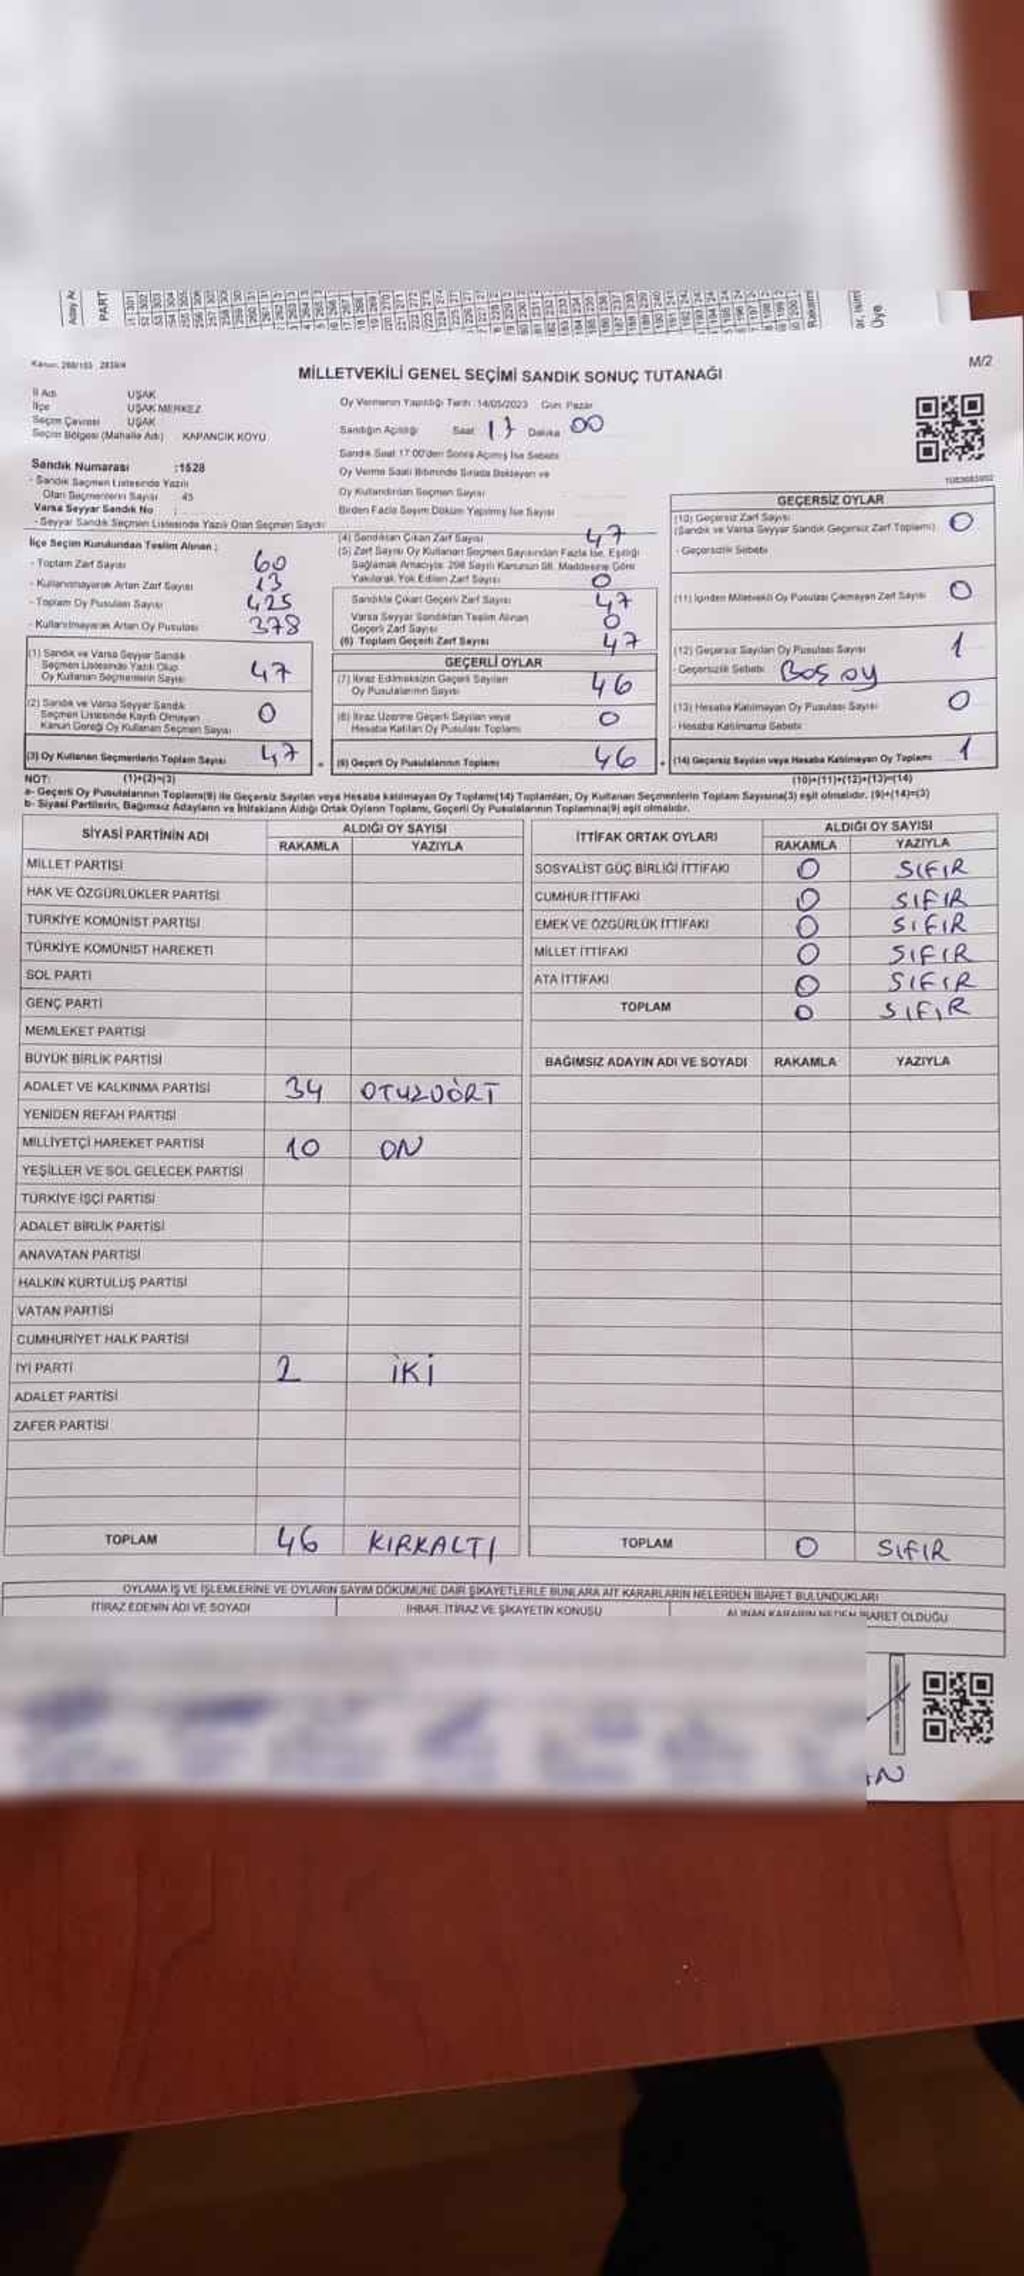 Aday A
PART
Rakam
Üye
M/2
MİLLETVEKİLİ GENEL SEÇİMİ SANDIK SONUÇ TUTANAĞI
İl Adı UŞAK
İlçe UŞAK MERKEZ
Seçim Çevresi UŞAK
Seçim Bölgesi (Mahalle Adı) KAPANCIK KOYU
Sandık Numarası :1528
- Sandık Seçmen Listesinde Yazılı
Olan Seçmenlerin Sayısı 45
Varsa Seyyar Sandık No :
- Seyyar Sandık Seçmen Listesinde Yazılı Olan Seçmen Sayısı
Oy Vermenin Yapıldığı Tarih :14/05/2023 Gün: Pazar
Sandığın Açılışı Saat 17 Dakika 00
Sandık Saat 17:00'den Sonra Açılmış İse Sebebi
Oy Verme Saati Bitiminde Sırada Bekleyen ve
Oy Kullandırılan Seçmen Sayısı
Birden Fazla Seçim Döküm Yapılmış İse Sayısı
İlçe Seçim Kurulundan Teslim Alınan ;
- Toplam Zarf Sayısı 60
- Kullanılmayarak Artan Zarf Sayısı 13
- Toplam Oy Pusulası Sayısı 425
- Kullanılmayarak Artan Oy Pusulası 378
(1) Sandık ve Varsa Seyyar Sandık
Seçmen Listesinde Yazılı Olup
Oy Kullanan Seçmenlerin Sayısı 47
(2) Sandık ve Varsa Seyyar Sandık
Seçmen Listesinde Kayıtlı Olmayan
Kanun Gereği Oy Kullanan Seçmen Sayısı 0
(3) Oy Kullanan Seçmenlerin Toplam Sayısı 47
(4) Sandıktan Çıkan Zarf Sayısı 47
(5) Zarf Sayısı Oy Kullanan Seçmen Sayısından Fazla İse, Eşitliği
Sağlamak Amacıyla; 298 Sayılı Kanunun 98. Maddesine Göre
Yakılarak Yok Edilen Zarf Sayısı 0
Sandıkta Çıkan Geçerli Zarf Sayısı 47
Varsa Seyyar Sandıktan Teslim Alınan
Geçerli Zarf Sayısı 0
(6) Toplam Geçerli Zarf Sayısı 47
GEÇERLİ OYLAR
(7) İtiraz Edilmeksizin Geçerli Sayılan
Oy Pusulalarının Sayısı 46
(8) İtiraz Üzerine Geçerli Sayılan veya
Hesaba Katılan Oy Pusulası Toplamı 0
(9) Geçerli Oy Pusulalarının Toplamı 46
GEÇERSİZ OYLAR
(10) Geçersiz Zarf Sayısı
(Sandık ve Varsa Seyyar Sandık Geçersiz Zarf Toplamı) 0
- Geçersizlik Sebebi
(11) İçinden Milletvekili Oy Pusulası Çıkmayan Zarf Sayısı 0
(12) Geçersiz Sayılan Oy Pusulası Sayısı 1
- Geçersizlik Sebebi: Boş oy
(13) Hesaba Katılmayan Oy Pusulası Sayısı 0
- Hesaba Katılmama Sebebi
(14) Geçersiz Sayılan veya Hesaba Katılmayan Oy Toplamı 1
NOT: (1)+(2)=(3) (10)+(11)+(12)+(13)=(14)
a- Geçerli Oy Pusulalarının Toplamı(9) ile Geçersiz Sayılan veya Hesaba katılmayan Oy Toplamı(14) Toplamları, Oy Kullanan Seçmenlerin Toplam Sayısına(3) eşit olmalıdır. (9)+(14)=(3)
b- Siyasi Partilerin, Bağımsız Adayların ve İttifakların Aldığı Ortak Oyların Toplamı, Geçerli Oy Pusulalarının Toplamına(9) eşit olmalıdır.
SİYASİ PARTİNİN ADI ALDIĞI OY SAYISI
RAKAMLA YAZIYLA
MİLLET PARTİSİ
HAK VE ÖZGÜRLÜKLER PARTİSİ
TÜRKİYE KOMÜNİST PARTİSİ
TÜRKİYE KOMÜNİST HAREKETİ
SOL PARTİ
GENÇ PARTİ
MEMLEKET PARTİSİ
BÜYÜK BİRLİK PARTİSİ
ADALET VE KALKINMA PARTİSİ 34 OTUZDÖRT
YENİDEN REFAH PARTİSİ
MİLLİYETÇİ HAREKET PARTİSİ 10 ON
YEŞİLLER VE SOL GELECEK PARTİSİ
TÜRKİYE İŞÇİ PARTİSİ
ADALET BİRLİK PARTİSİ
ANAVATAN PARTİSİ
HALKIN KURTULUŞ PARTİSİ
VATAN PARTİSİ
CUMHURİYET HALK PARTİSİ
İYİ PARTİ 2 İKİ
ADALET PARTİSİ
ZAFER PARTİSİ
TOPLAM 46 KIRKALTI
İTTİFAK ORTAK OYLARI ALDIĞI OY SAYISI
RAKAMLA YAZIYLA
SOSYALİST GÜÇ BİRLİĞİ İTTİFAKI 0 SIFIR
CUMHUR İTTİFAKI 0 SIFIR
EMEK VE ÖZGÜRLÜK İTTİFAKI 0 SIFIR
MİLLET İTTİFAKI 0 SIFIR
ATA İTTİFAKI 0 SIFIR
TOPLAM 0 SIFIR
BAĞIMSIZ ADAYIN ADI VE SOYADI RAKAMLA YAZIYLA
TOPLAM 0 SIFIR
OYLAMA İŞ VE İŞLEMLERİNE VE OYLARIN SAYIM DÖKÜMÜNE DAİR ŞİKAYETLERLE BUNLARA AİT KARARLARIN NELERDEN İBARET BULUNDUKLARI
İTİRAZ EDENİN ADI VE SOYADI İHBAR, İTİRAZ VE ŞİKAYETİN KONUSU ALINAN KARARIN NEDEN İBARET OLDUĞU